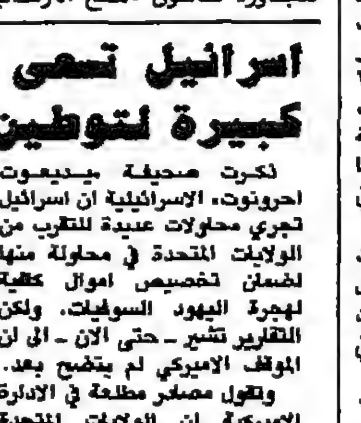 اسرائيل تسعى
كبيرة لتوطين
ذكرت صحيفة «يديعوت
احرونوت» الاسرائيلية ان اسرائيل
تجري محاولات عديدة للتقرب من
الولايات المتحدة في محاولة منها
لضمان تخصيص اموال كافية
لهجرة اليهود السوفيات. ولكن
التقارير تشير ـ حتى الان ـ الى ان
الموقف الاميركي لم يتضح بعد.
وتقول مصادر مطلعة في الادارة
الاميركية ان الولايات المتحدة